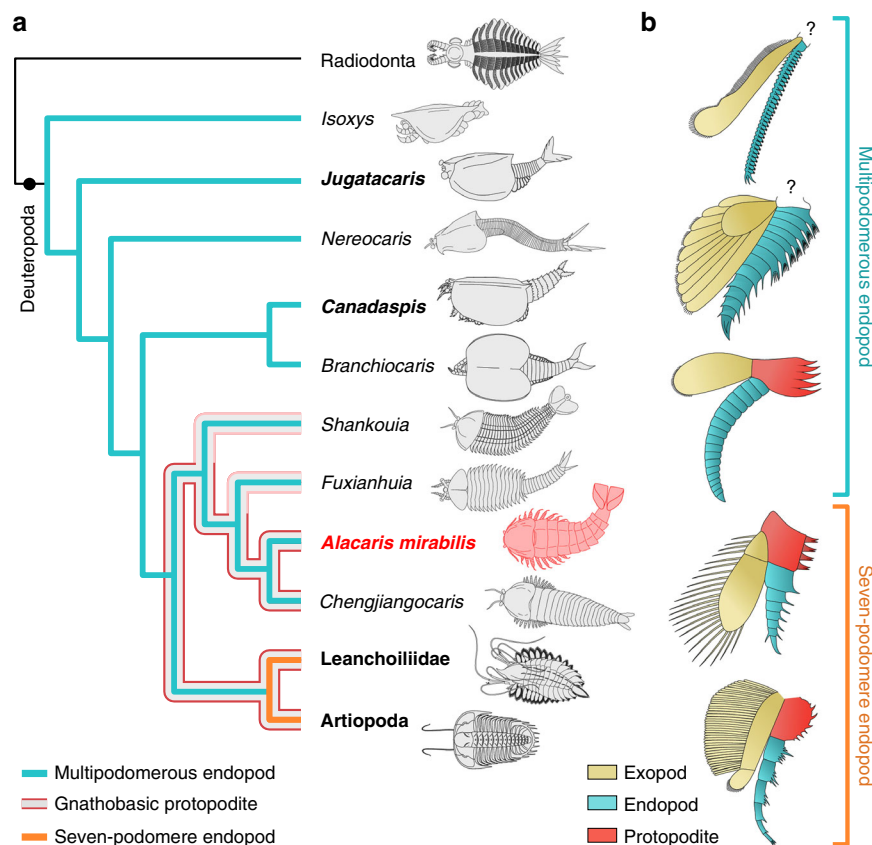 a
Radiodonta
Isoxys
Jugatacaris
Nereocaris
Canadaspis
Branchiocaris
Shankouia
Fuxianhuia
Alacaris mirabilis
Chengjiangocaris
Leanchoiliidae
Artiopoda
Deuteropoda
Multipodomerous endopod
Gnathobasic protopodite
Seven-podomere endopod
b
?
?
Multipodomerous endopod
Seven-podomere endopod
Exopod
Endopod
Protopodite